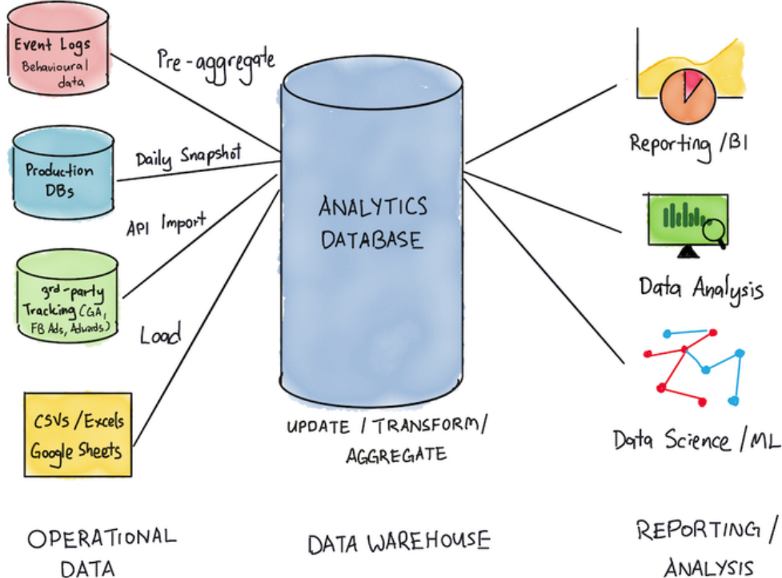 Event Logs
Behavioural
data
Pre-aggregate
Production
DBs
Daily Snapshot
3rd-party
Tracking (GA,
FB Ads, Adwords)
API Import
CSVs / Excels
Google Sheets
Load
ANALYTICS
DATABASE
UPDATE / TRANSFORM /
AGGREGATE
Reporting / BI
Data Analysis
Data Science / ML
OPERATIONAL
DATA
DATA WAREHOUSE
REPORTING /
ANALYSIS